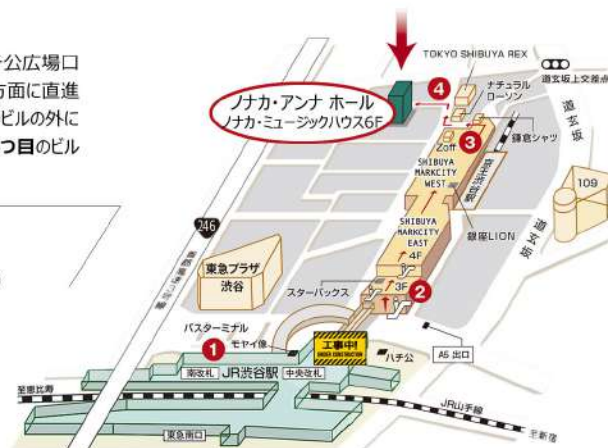 公広場口
方面に直進
ビルの外に
つ目のビル
TOKYO SHIBUYA REX
道玄坂上交差点
ナチュラル
ローソン
道玄坂
鎌倉シャツ
ノナカ・アンナ ホール
ノナカ・ミュージックハウス6F
4
3
Zoff
SHIBUYA
MARKCITY
WEST
京王渋谷駅
109
銀座LION
道玄坂
SHIBUYA
MARKCITY
EAST
4F
246
東急プラザ
渋谷
スターバックス
3F
2
バスターミナル
1
モヤイ像
工事中!
UNDER CONSTRUCTION
ハチ公
A5 出口
南改札
JR渋谷駅
中央改札
至恵比寿
東急南口
JR山手線
至新宿